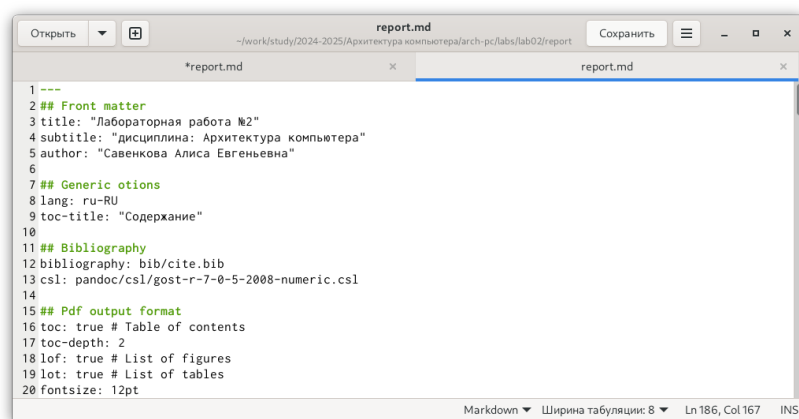 Открыть
report.md
~/work/study/2024-2025/Архитектура компьютера/arch-pc/labs/lab02/report
Сохранить
*report.md
report.md
1 ---
2 ## Front matter
3 title: "Лабораторная работа №2"
4 subtitle: "дисциплина: Архитектура компьютера"
5 author: "Савенкова Алиса Евгеньевна"
6
7 ## Generic otions
8 lang: ru-RU
9 toc-title: "Содержание"
10
11 ## Bibliography
12 bibliography: bib/cite.bib
13 csl: pandoc/csl/gost-r-7-0-5-2008-numeric.csl
14
15 ## Pdf output format
16 toc: true # Table of contents
17 toc-depth: 2
18 lof: true # List of figures
19 lot: true # List of tables
20 fontsize: 12pt
Markdown Ширина табуляции: 8 Ln 186, Col 167 INS